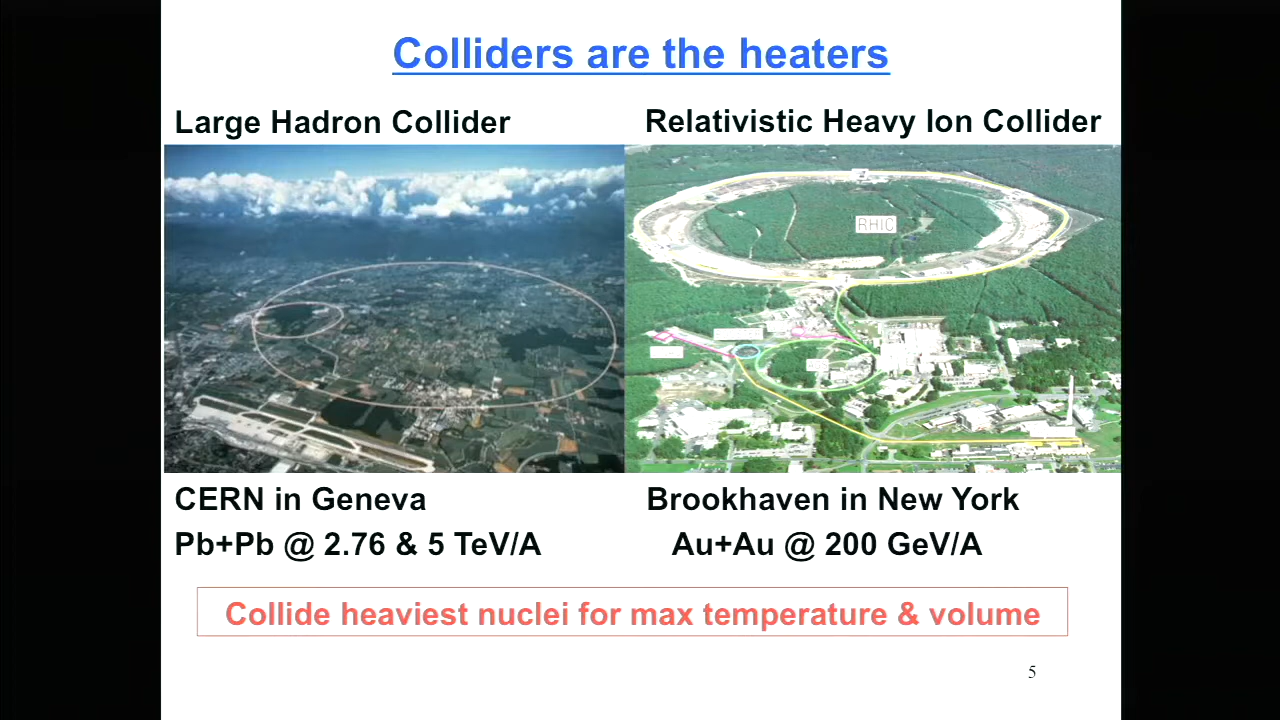 Colliders are the heaters
Large Hadron Collider
Relativistic Heavy Ion Collider
RHIC
CERN in Geneva
Brookhaven in New York
Pb+Pb @ 2.76 & 5 TeV/A
Au+Au @ 200 GeV/A
Collide heaviest nuclei for max temperature & volume
5